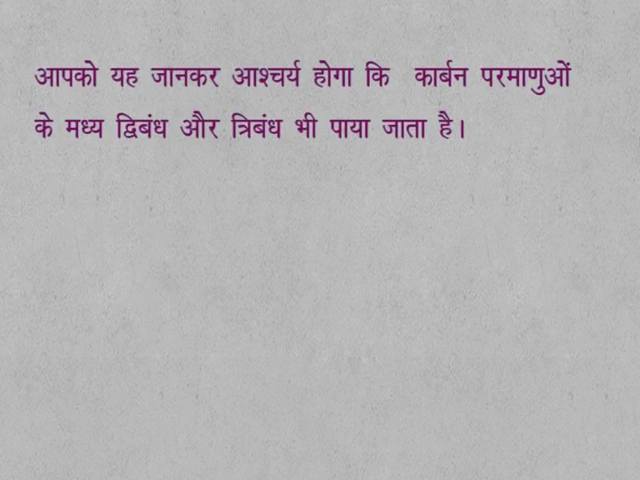 आपको यह जानकर आश्चर्य होगा कि कार्बन परमाणुओं
के मध्य द्विबंध और त्रिबंध भी पाया जाता है।